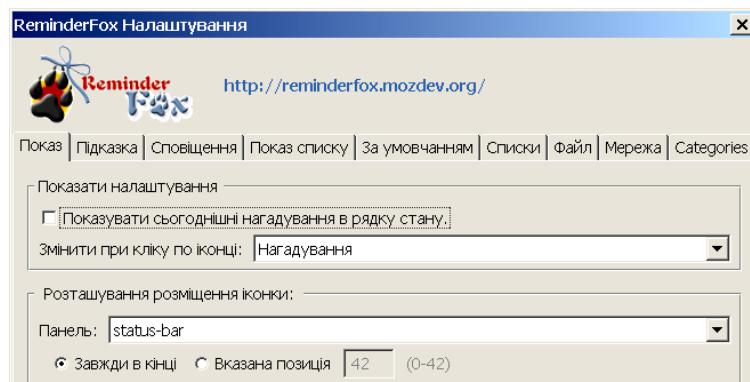 ReminderFox Налаштування
Reminder
Fox
http://reminderfox.mozdev.org/
Показ Підказка Сповіщення Показ списку За умовчанням Списки Файл Мережа Categories
Показати налаштування
Показувати сьогоднішні нагадування в рядку стану.
Змінити при кліку по іконці: Нагадування
Розташування розміщення іконки:
Панель: status-bar
Завжди в кінці Вказана позиція 42 (0-42)